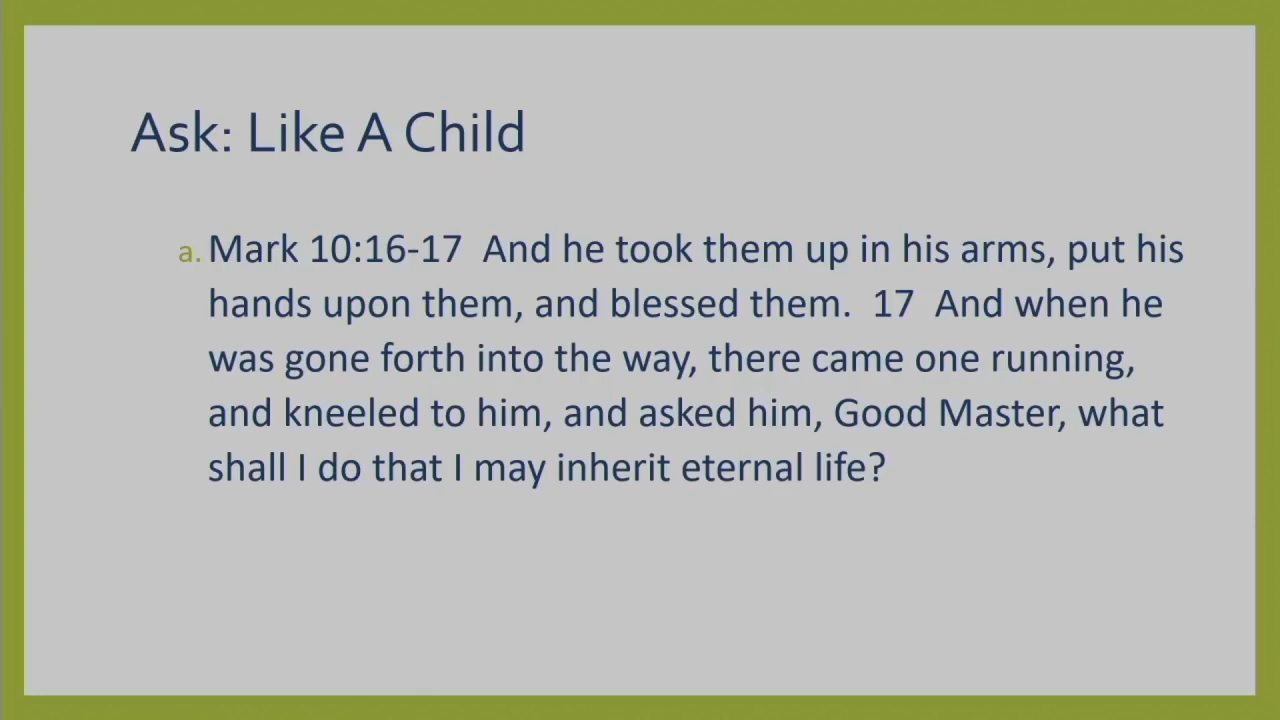 Ask: Like A Child
a. Mark 10:16-17  And he took them up in his arms, put his
hands upon them, and blessed them.  17  And when he
was gone forth into the way, there came one running,
and kneeled to him, and asked him, Good Master, what
shall I do that I may inherit eternal life?